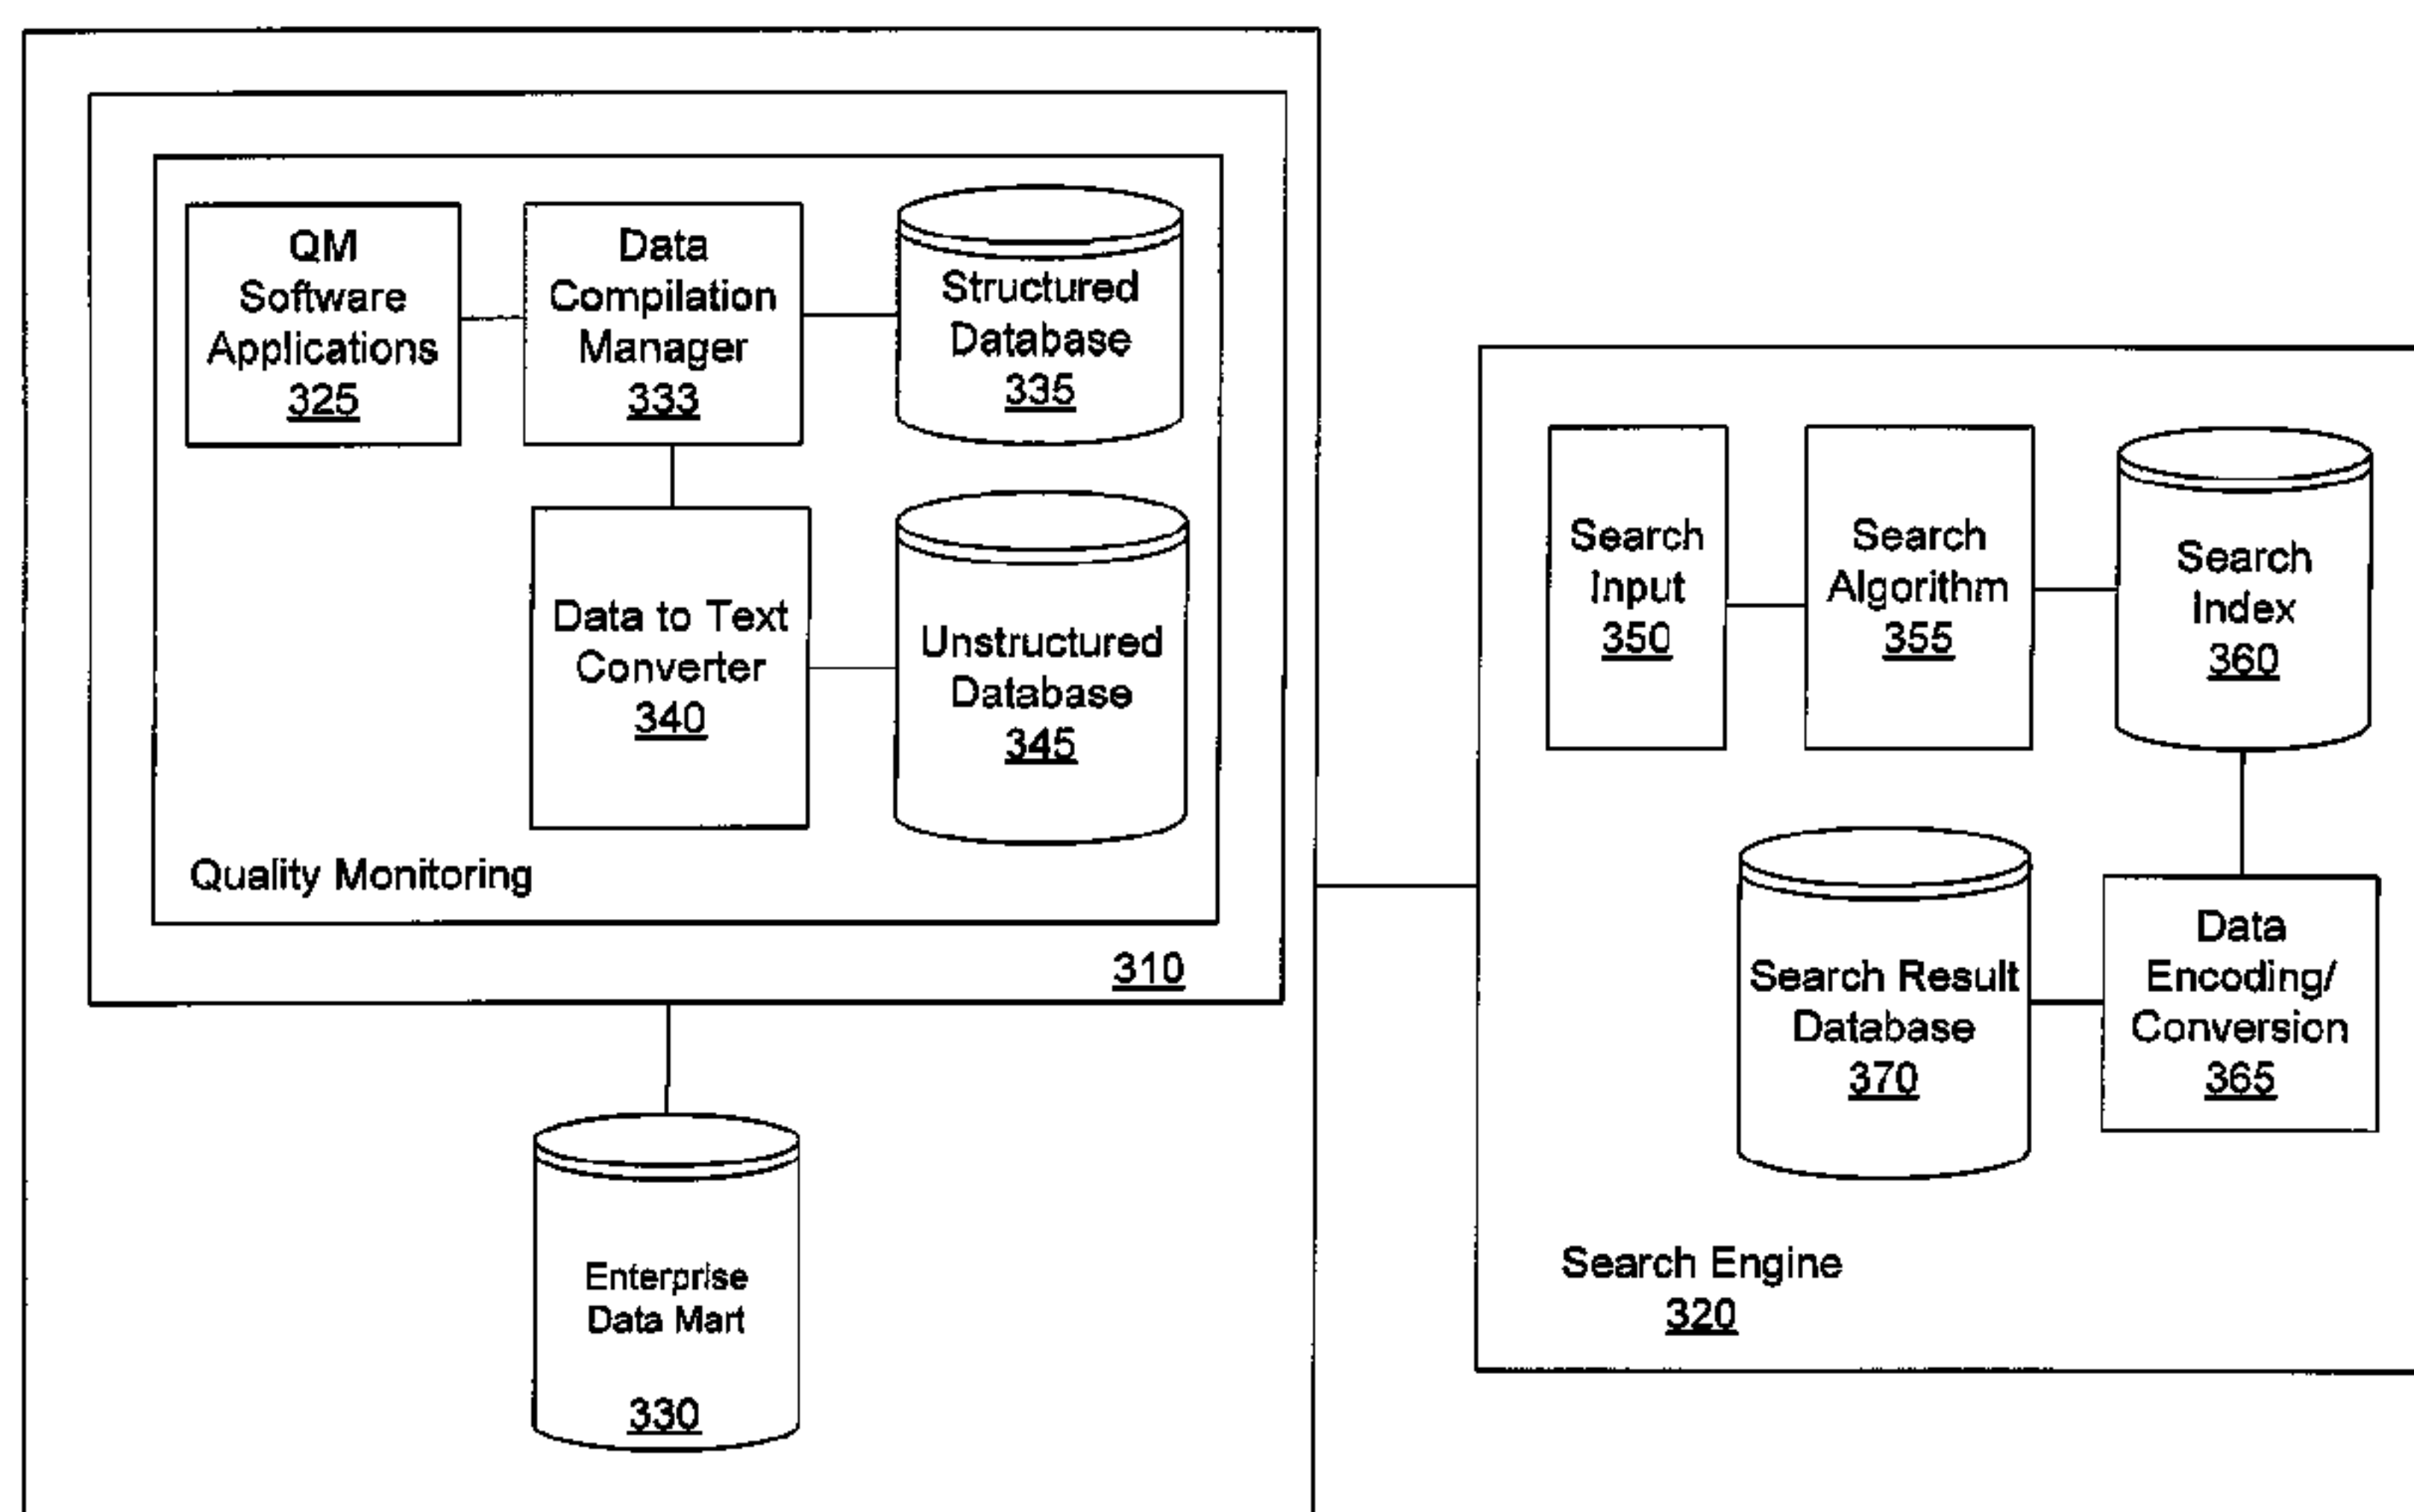 QM
Software
Applications
325
Data
Compilation
Manager
333
Structured
Database
335
Data to Text
Converter
340
Unstructured
Database
345
Quality Monitoring
310
Enterprise
Data Mart
330
Search
Input
350
Search
Algorithm
355
Search
Index
360
Search Result
Database
370
Data
Encoding/
Conversion
365
Search Engine
320